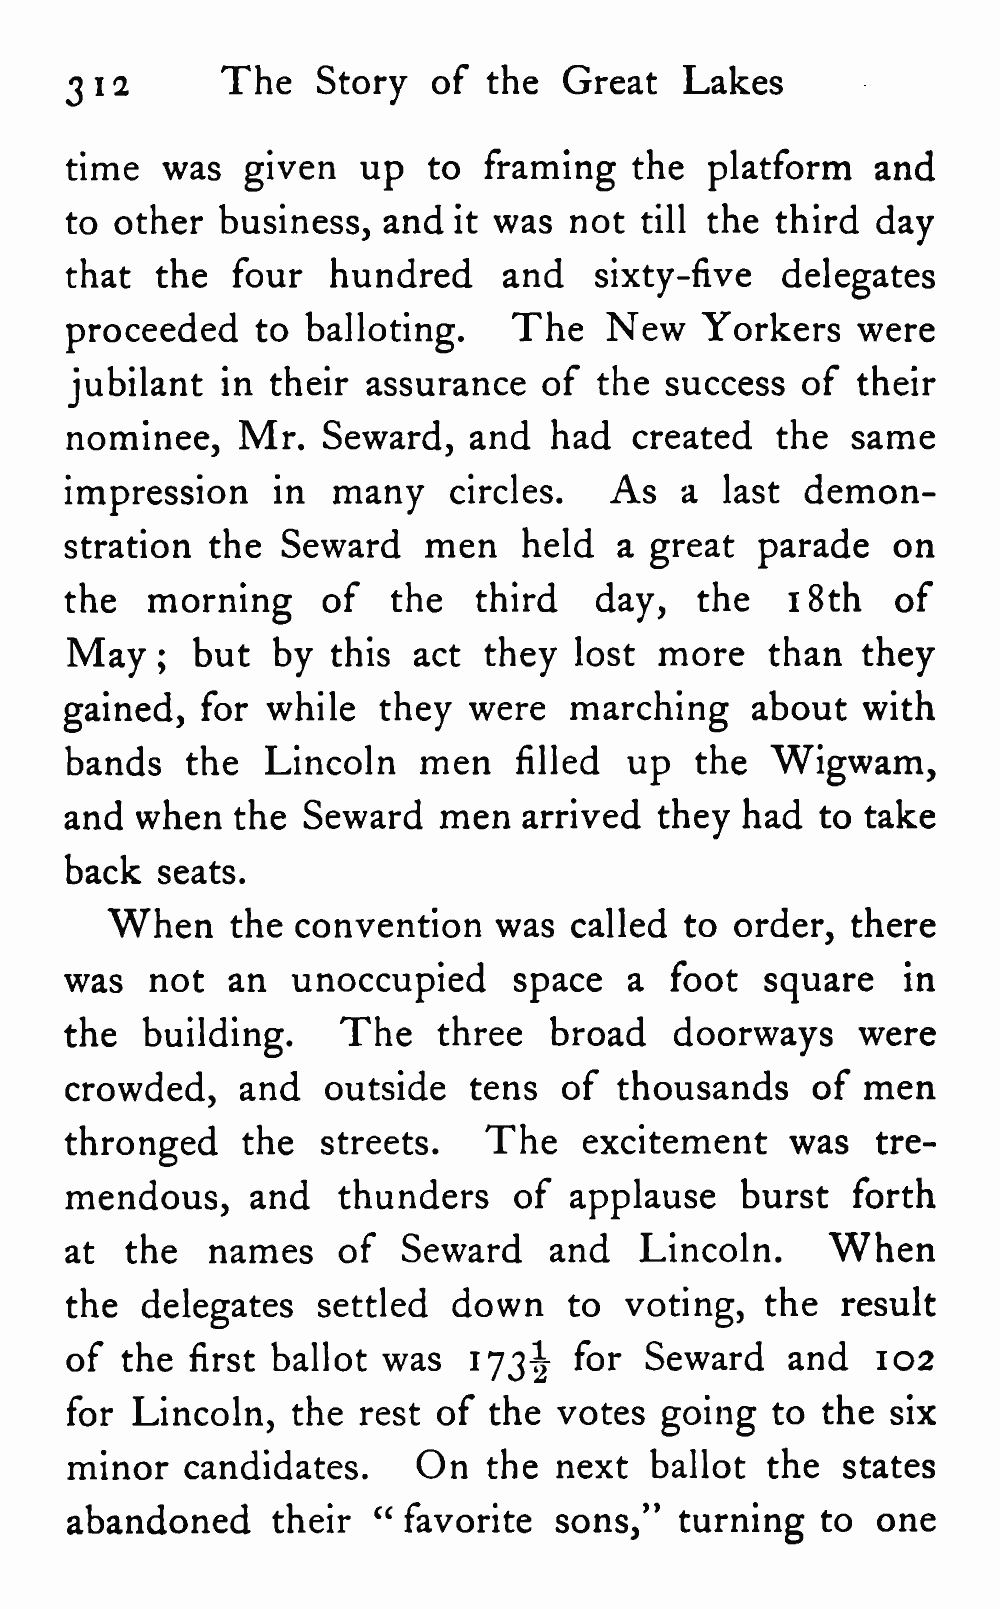 312 The Story of the Great Lakes
time was given up to framing the platform and
to other business, and it was not till the third day
that the four hundred and sixty-five delegates
proceeded to balloting. The New Yorkers were
jubilant in their assurance of the success of their
nominee, Mr. Seward, and had created the same
impression in many circles. As a last demon-
stration the Seward men held a great parade on
the morning of the third day, the 18th of
May; but by this act they lost more than they
gained, for while they were marching about with
bands the Lincoln men filled up the Wigwam,
and when the Seward men arrived they had to take
back seats.
When the convention was called to order, there
was not an unoccupied space a foot square in
the building. The three broad doorways were
crowded, and outside tens of thousands of men
thronged the streets. The excitement was tre-
mendous, and thunders of applause burst forth
at the names of Seward and Lincoln. When
the delegates settled down to voting, the result
of the first ballot was 173½ for Seward and 102
for Lincoln, the rest of the votes going to the six
minor candidates. On the next ballot the states
abandoned their “favorite sons,” turning to one